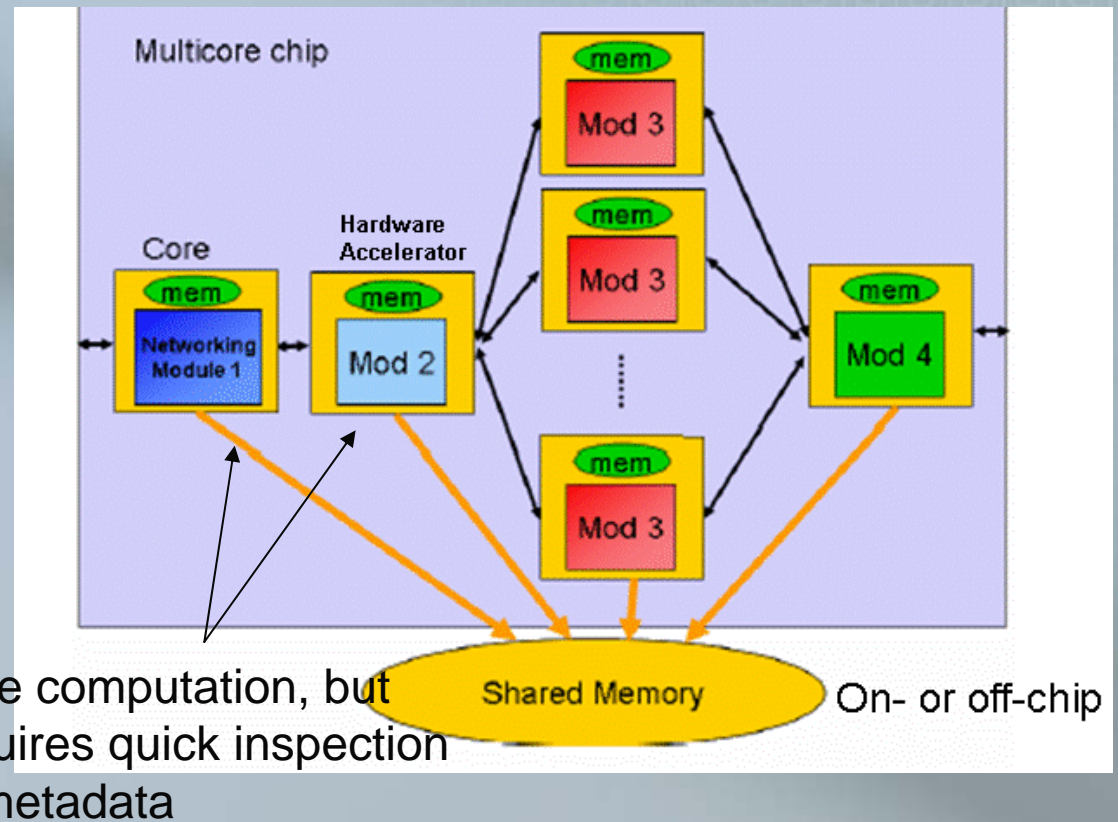 Multicore chip
mem
Mod 3
mem
Mod 3
Hardware
Accelerator
Core
mem
Networking
Module 1
mem
Mod 2
mem
Mod 4
mem
Mod 3
Shared Memory
On- or off-chip
computation, but
quick inspection
metadata